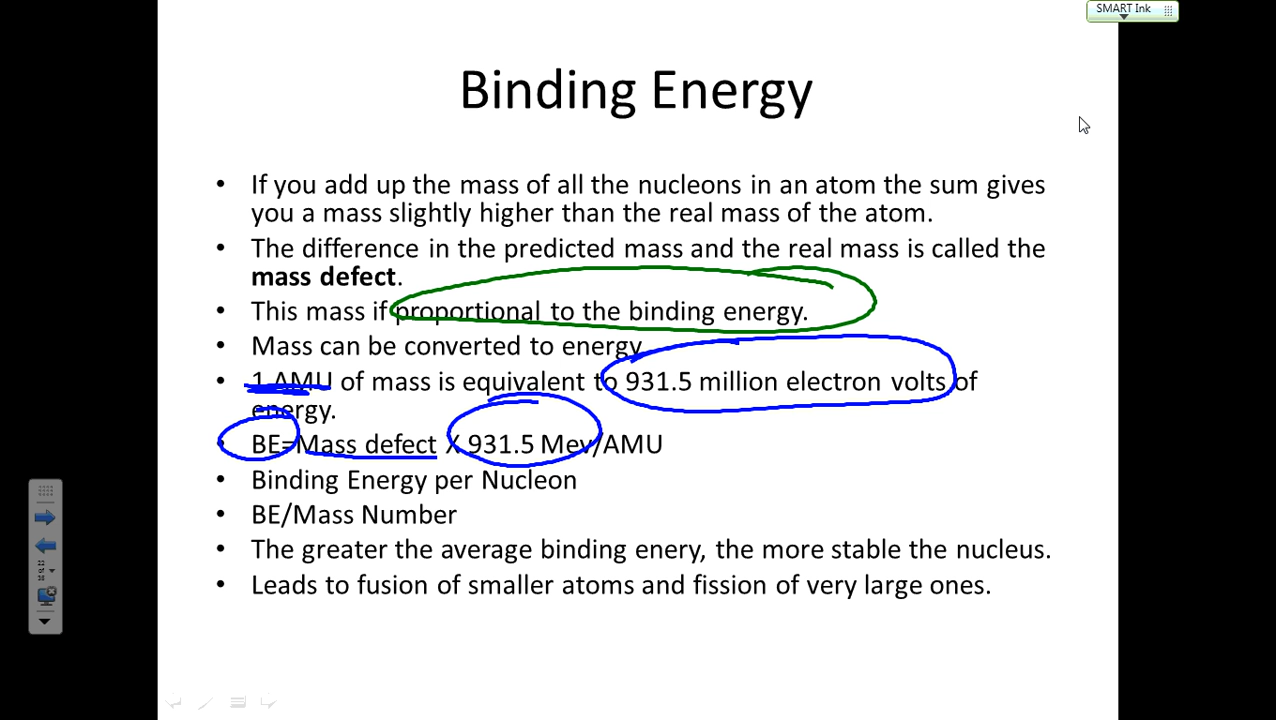 SMART Ink
Binding Energy
• If you add up the mass of all the nucleons in an atom the sum gives
you a mass slightly higher than the real mass of the atom.
• The difference in the predicted mass and the real mass is called the
mass defect.
• This mass if proportional to the binding energy.
• Mass can be converted to energy.
• 1 AMU of mass is equivalent to 931.5 million electron volts of
energy.
• BE=Mass defect X 931.5 Mev/AMU
• Binding Energy per Nucleon
• BE/Mass Number
• The greater the average binding enery, the more stable the nucleus.
• Leads to fusion of smaller atoms and fission of very large ones.